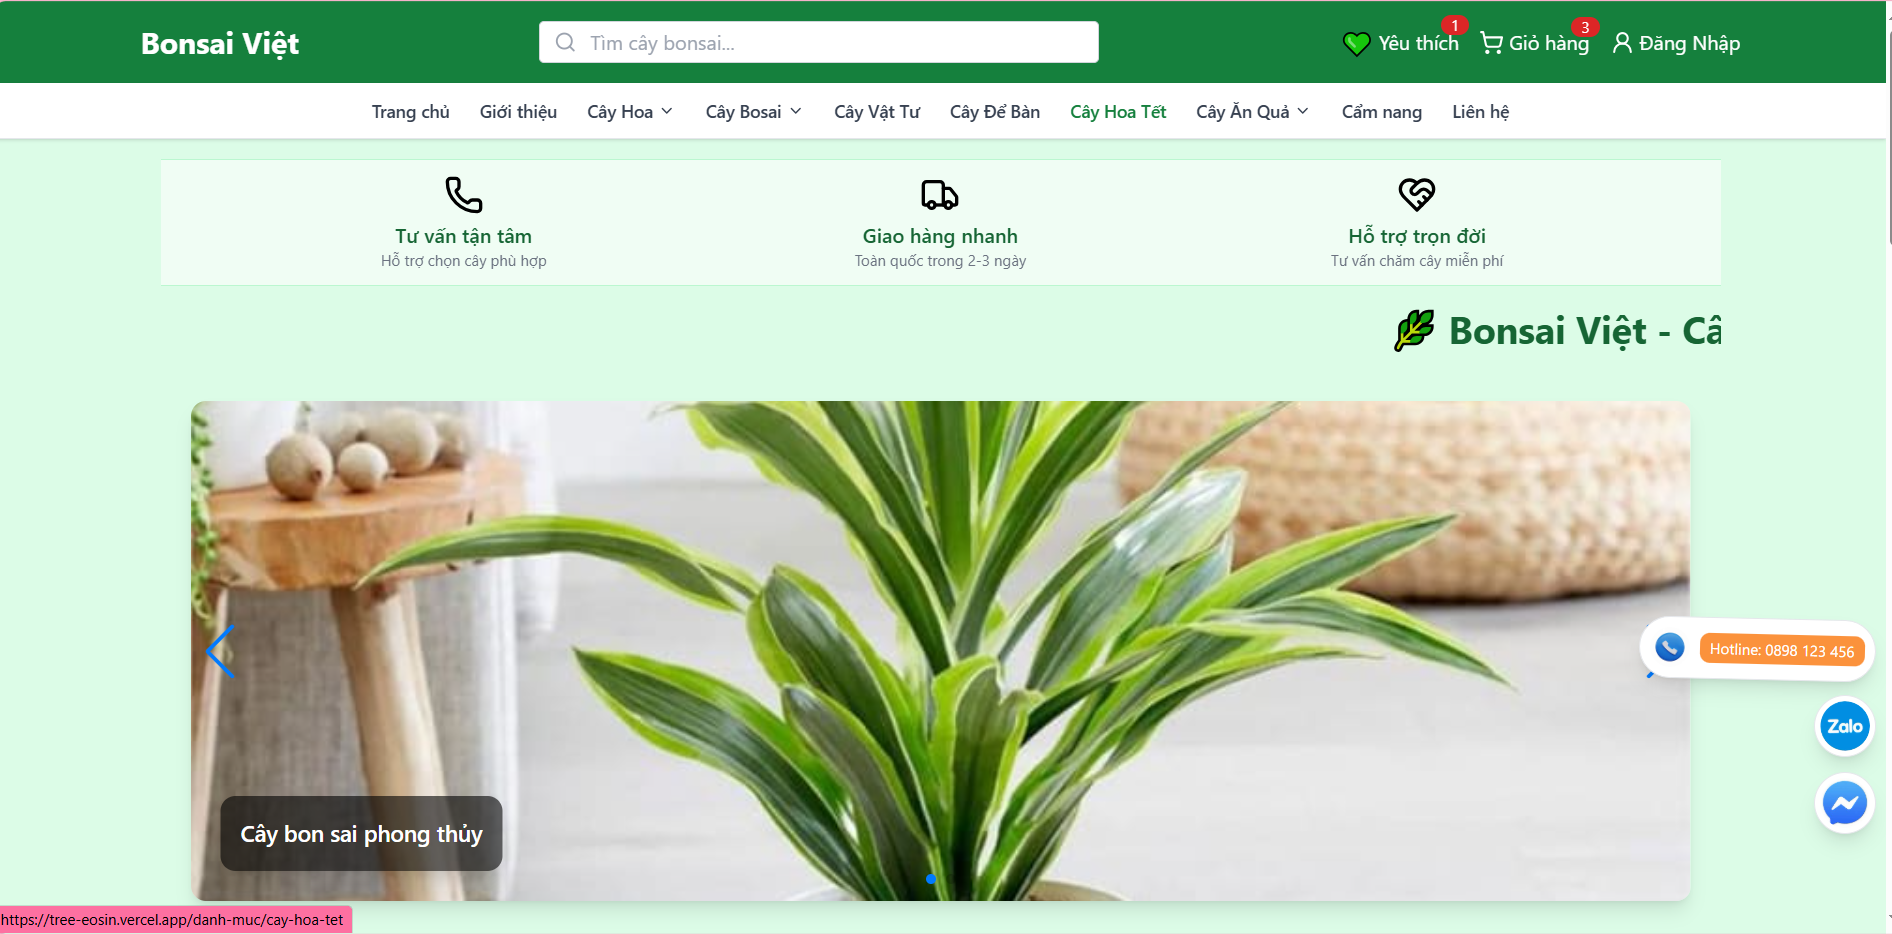 Bonsai Việt
Tìm cây bonsai...
1
Yêu thích
3
Giỏ hàng
Đăng Nhập
Trang chủ
Giới thiệu
Cây Hoa
Cây Bosai
Cây Vật Tư
Cây Để Bàn
Cây Hoa Tết
Cây Ăn Quả
Cẩm nang
Liên hệ
Tư vấn tận tâm
Hỗ trợ chọn cây phù hợp
Giao hàng nhanh
Toàn quốc trong 2-3 ngày
Hỗ trợ trọn đời
Tư vấn chăm cây miễn phí
Bonsai Việt - Câ
Hotline: 0898 123 456
Zalo
Cây bon sai phong thủy
https://tree-eosin.vercel.app/danh-muc/cay-hoa-tet